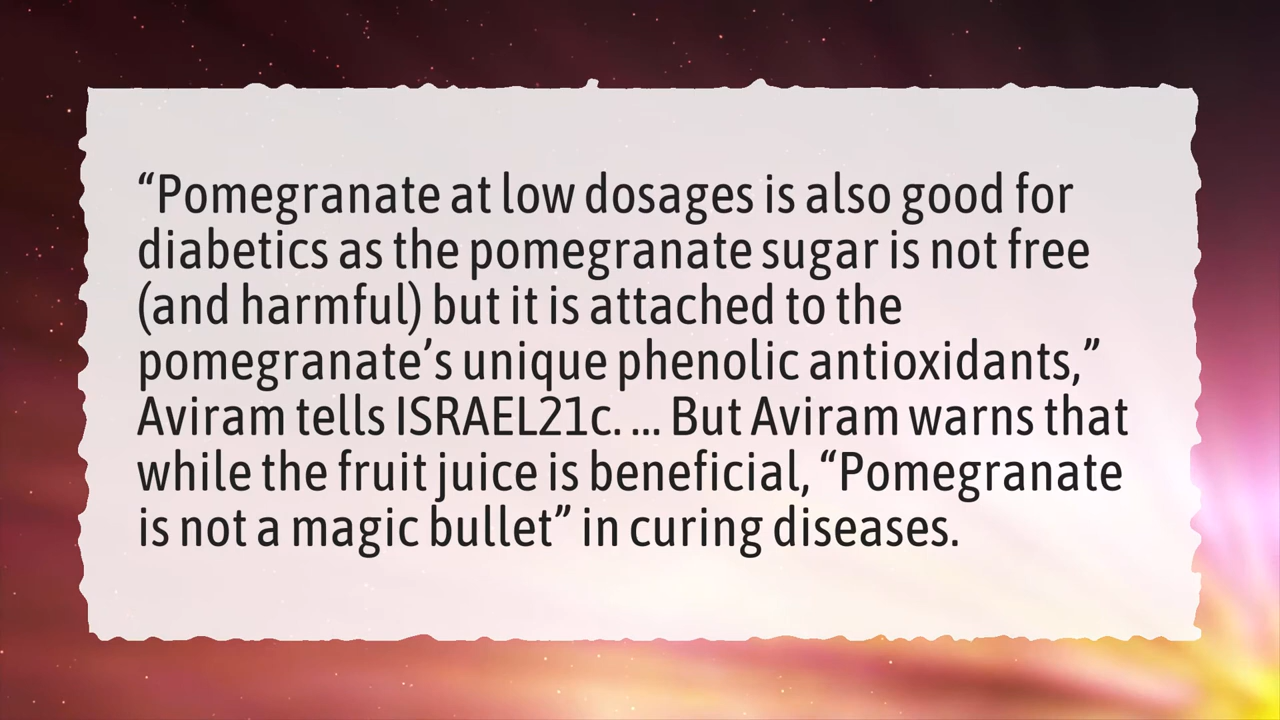 “Pomegranate at low dosages is also good for
diabetics as the pomegranate sugar is not free
(and harmful) but it is attached to the
pomegranate’s unique phenolic antioxidants,”
Aviram tells ISRAEL21c. ... But Aviram warns that
while the fruit juice is beneficial, “Pomegranate
is not a magic bullet” in curing diseases.